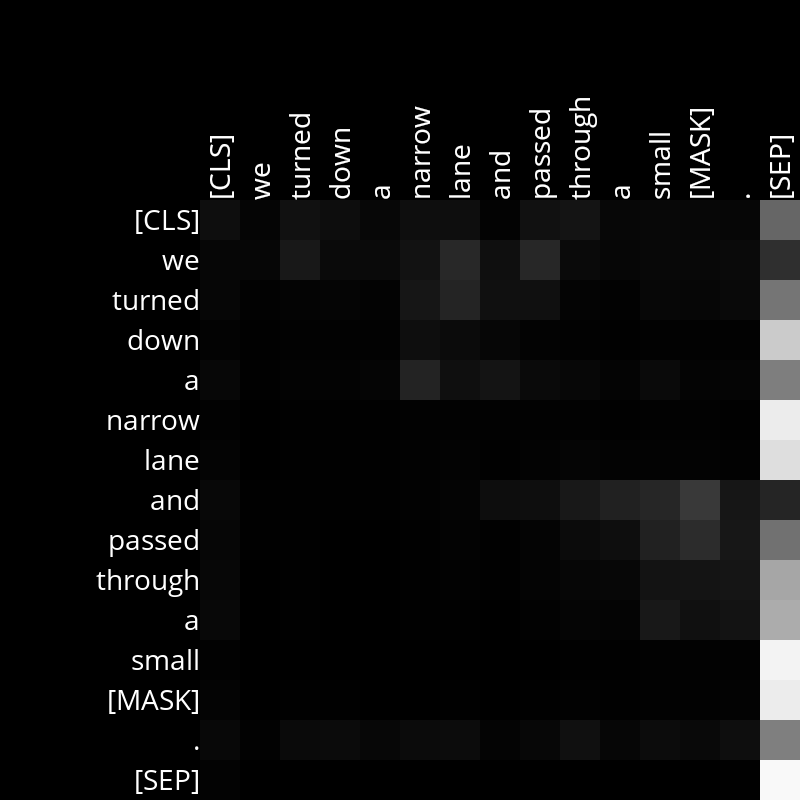 [CLS] we turned down a narrow lane and passed through a small [MASK] . [SEP]
[CLS]
we
turned
down
a
narrow
lane
and
passed
through
a
small
[MASK]
.
[SEP]